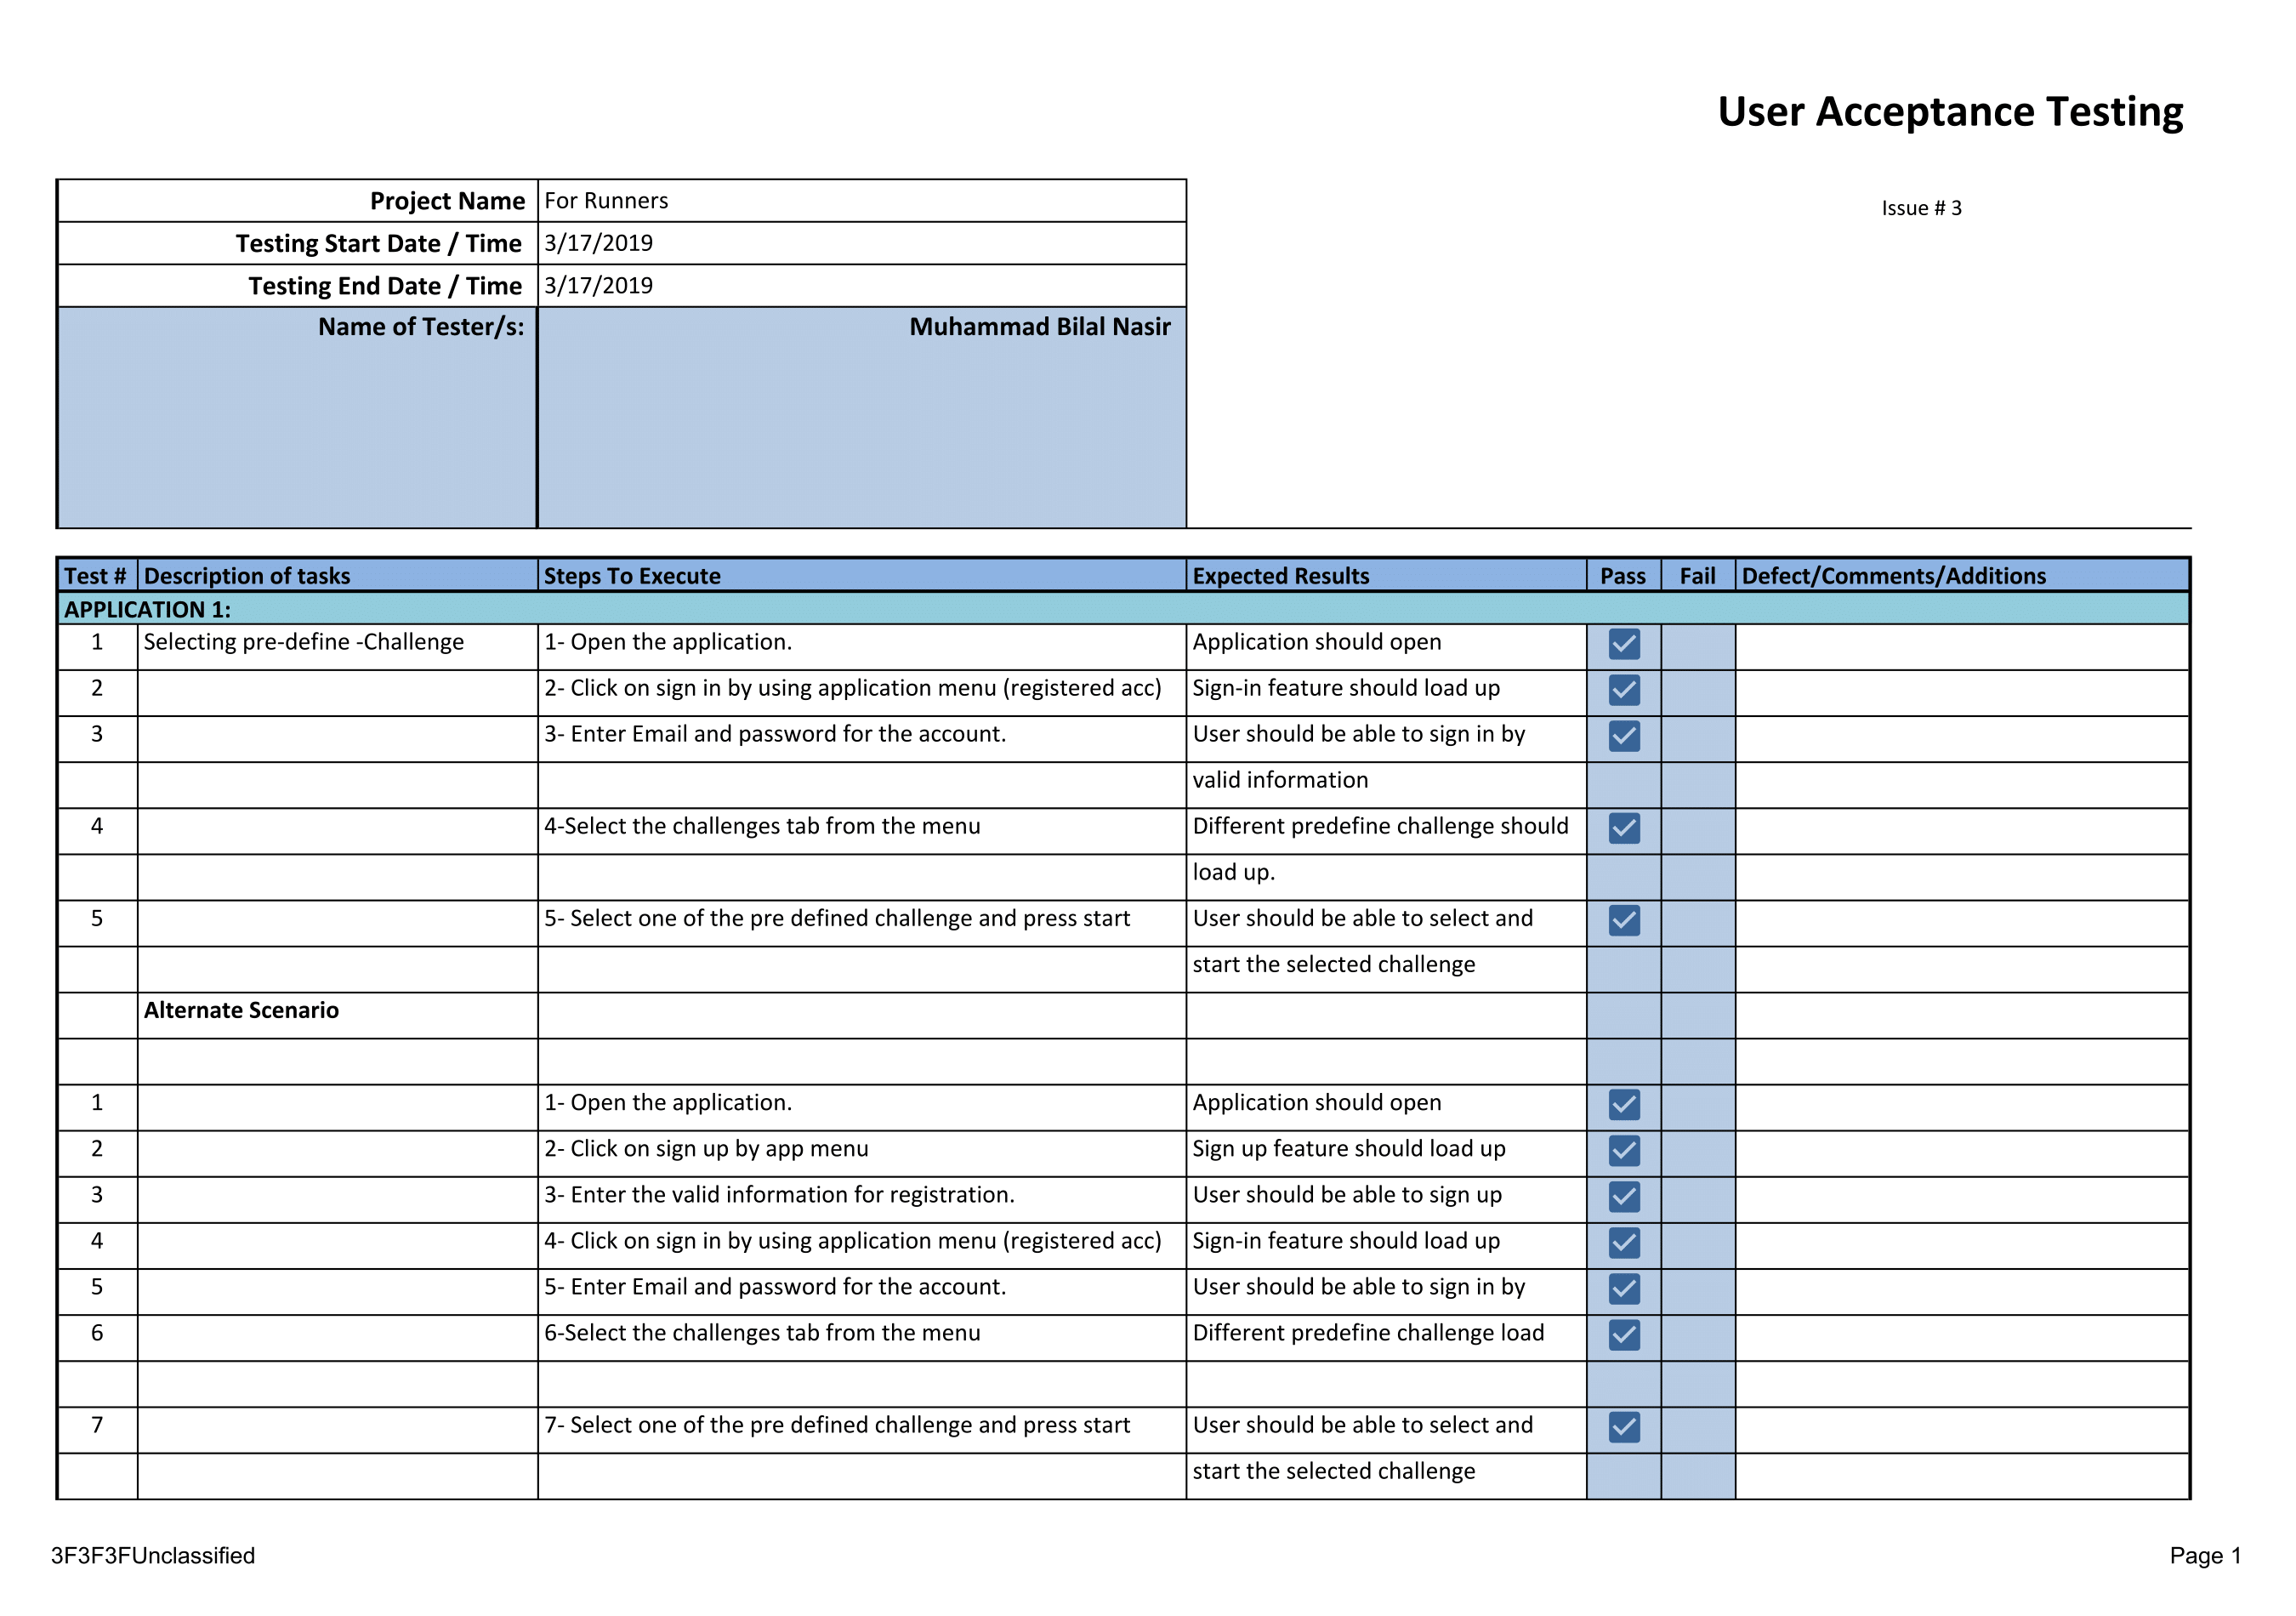 User Acceptance Testing
Project Name For Runners
Issue # 3
Testing Start Date / Time 3/17/2019
Testing End Date / Time 3/17/2019
Name of Tester/s: Muhammad Bilal Nasir
Test # Description of tasks Steps To Execute Expected Results Pass Fail Defect/Comments/Additions
APPLICATION 1:
1 Selecting pre-define -Challenge 1- Open the application. Application should open
2 2- Click on sign in by using application menu (registered acc) Sign-in feature should load up
3 3- Enter Email and password for the account. User should be able to sign in by
valid information
4 4-Select the challenges tab from the menu Different predefine challenge should
load up.
5 5- Select one of the pre defined challenge and press start User should be able to select and
start the selected challenge
Alternate Scenario
1 1- Open the application. Application should open
2 2- Click on sign up by app menu Sign up feature should load up
3 3- Enter the valid information for registration. User should be able to sign up
4 4- Click on sign in by using application menu (registered acc) Sign-in feature should load up
5 5- Enter Email and password for the account. User should be able to sign in by
6 6-Select the challenges tab from the menu Different predefine challenge load
7 7- Select one of the pre defined challenge and press start User should be able to select and
start the selected challenge
3F3F3FUnclassified Page 1